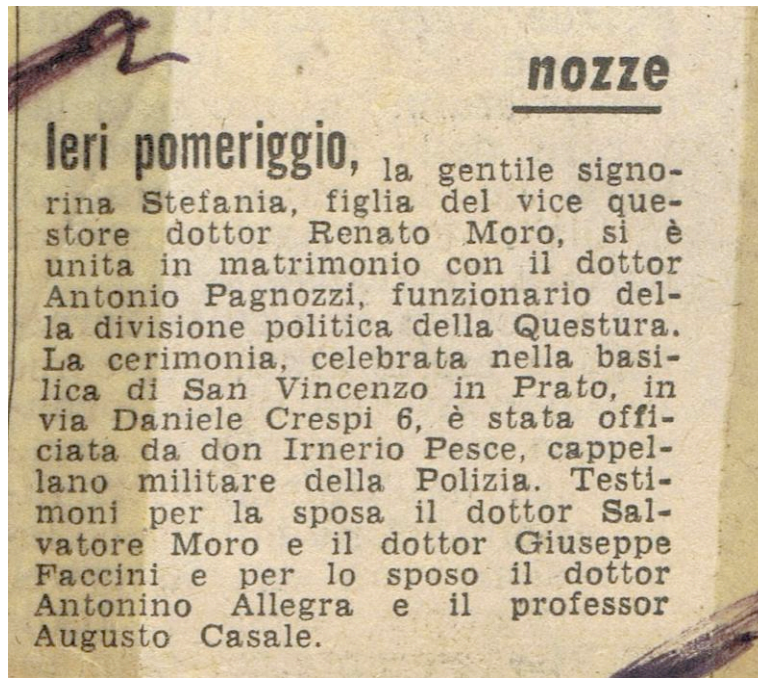 nozze
Ieri pomeriggio, la gentile signo-
rina Stefania, figlia del vice que-
store dottor Renato Moro, si è
unita in matrimonio con il dottor
Antonio Pagnozzi, funzionario del-
la divisione politica della Questura.
La cerimonia, celebrata nella basi-
lica di San Vincenzo in Prato, in
via Daniele Crespi 6, è stata offi-
ciata da don Irnerio Pesce, cappel-
lano militare della Polizia. Testi-
moni per la sposa il dottor Sal-
vatore Moro e il dottor Giuseppe
Faccini e per lo sposo il dottor
Antonino Allegra e il professor
Augusto Casale.